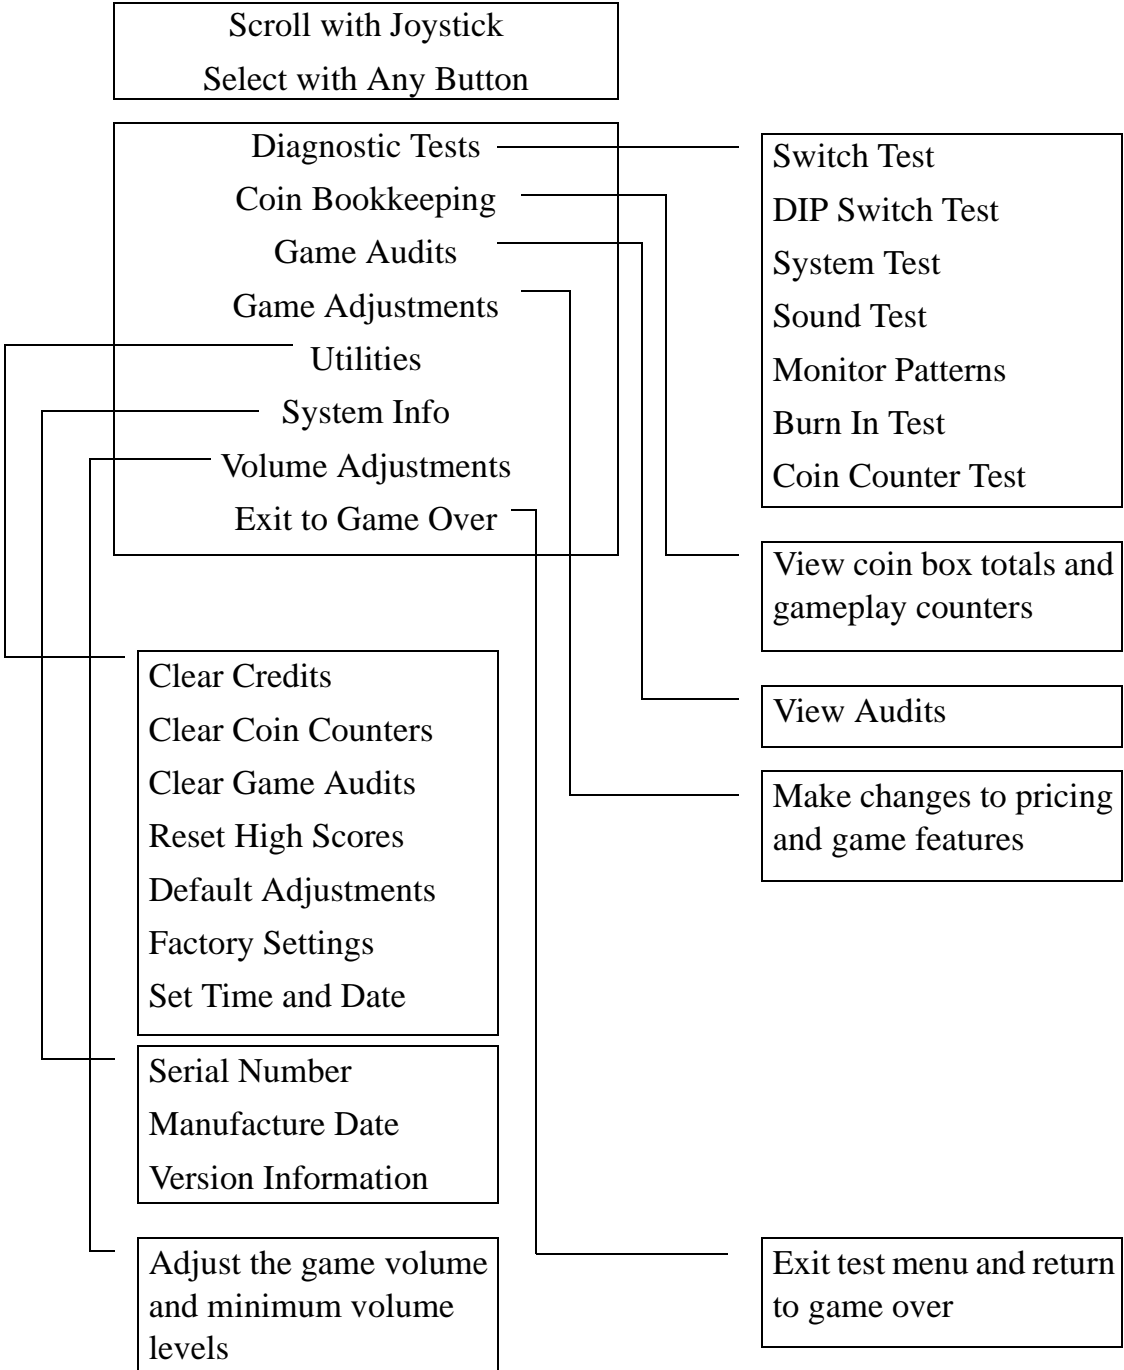 Scroll with Joystick
Select with Any Button
Diagnostic Tests
Coin Bookkeeping
Game Audits
Game Adjustments
Utilities
System Info
Volume Adjustments
Exit to Game Over
Switch Test
DIP Switch Test
System Test
Sound Test
Monitor Patterns
Burn In Test
Coin Counter Test
View coin box totals and
gameplay counters
View Audits
Make changes to pricing
and game features
Clear Credits
Clear Coin Counters
Clear Game Audits
Reset High Scores
Default Adjustments
Factory Settings
Set Time and Date
Serial Number
Manufacture Date
Version Information
Adjust the game volume
and minimum volume
levels
Exit test menu and return
to game over